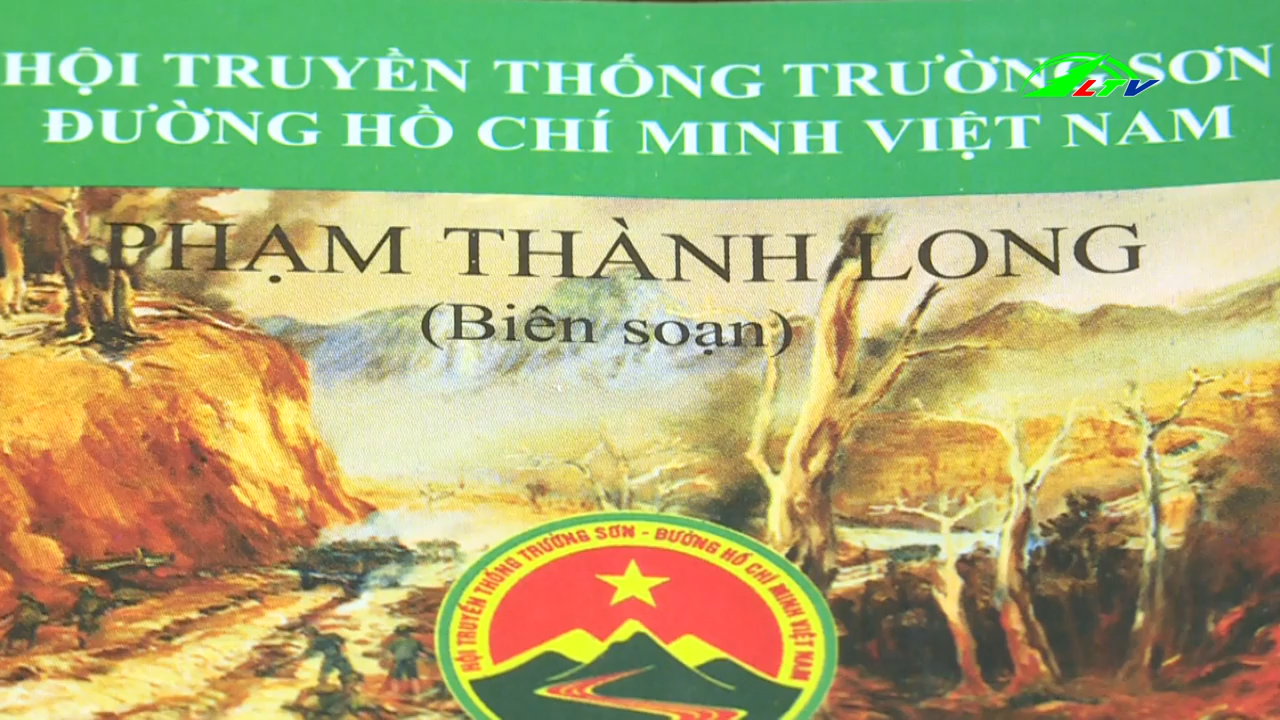 HỘI TRUYỀN THỐNG TRƯỜNG SƠN
ĐƯỜNG HỒ CHÍ MINH VIỆT NAM
LTV
PHẠM THÀNH LONG
(Biên soạn)
HỘI TRUYỀN THỐNG TRƯỜNG SƠN - ĐƯỜNG HỒ CHÍ MINH VIỆT NAM